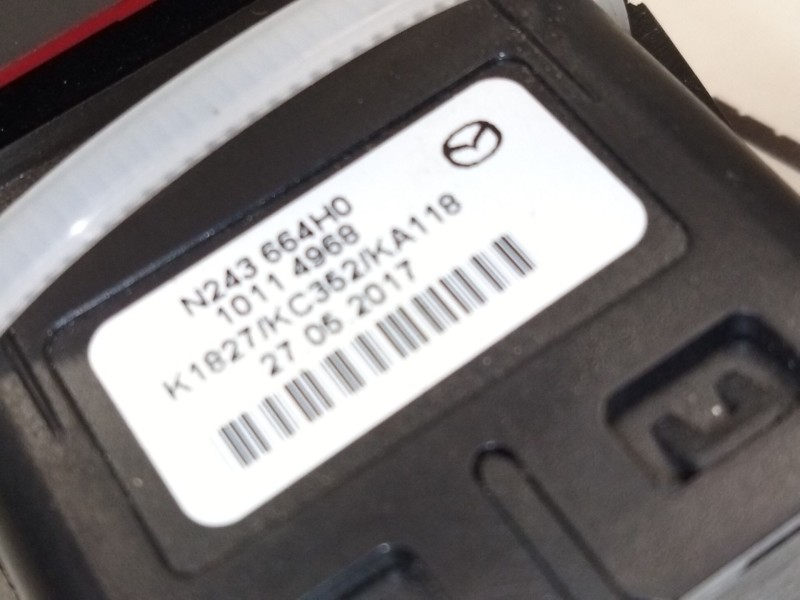 N243 664H0
1011 4968
K1827/KC352/KA118
27 05 2017